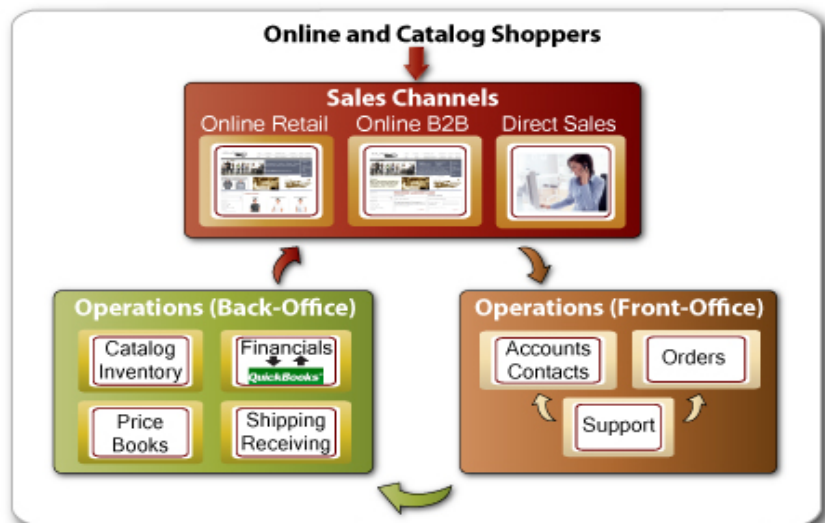 Online and Catalog Shoppers
Sales Channels
Online Retail
Online B2B
Direct Sales
Operations (Back-Office)
Catalog
Inventory
Financials
QuickBooks
Price
Books
Shipping
Receiving
Operations (Front-Office)
Accounts
Contacts
Orders
Support